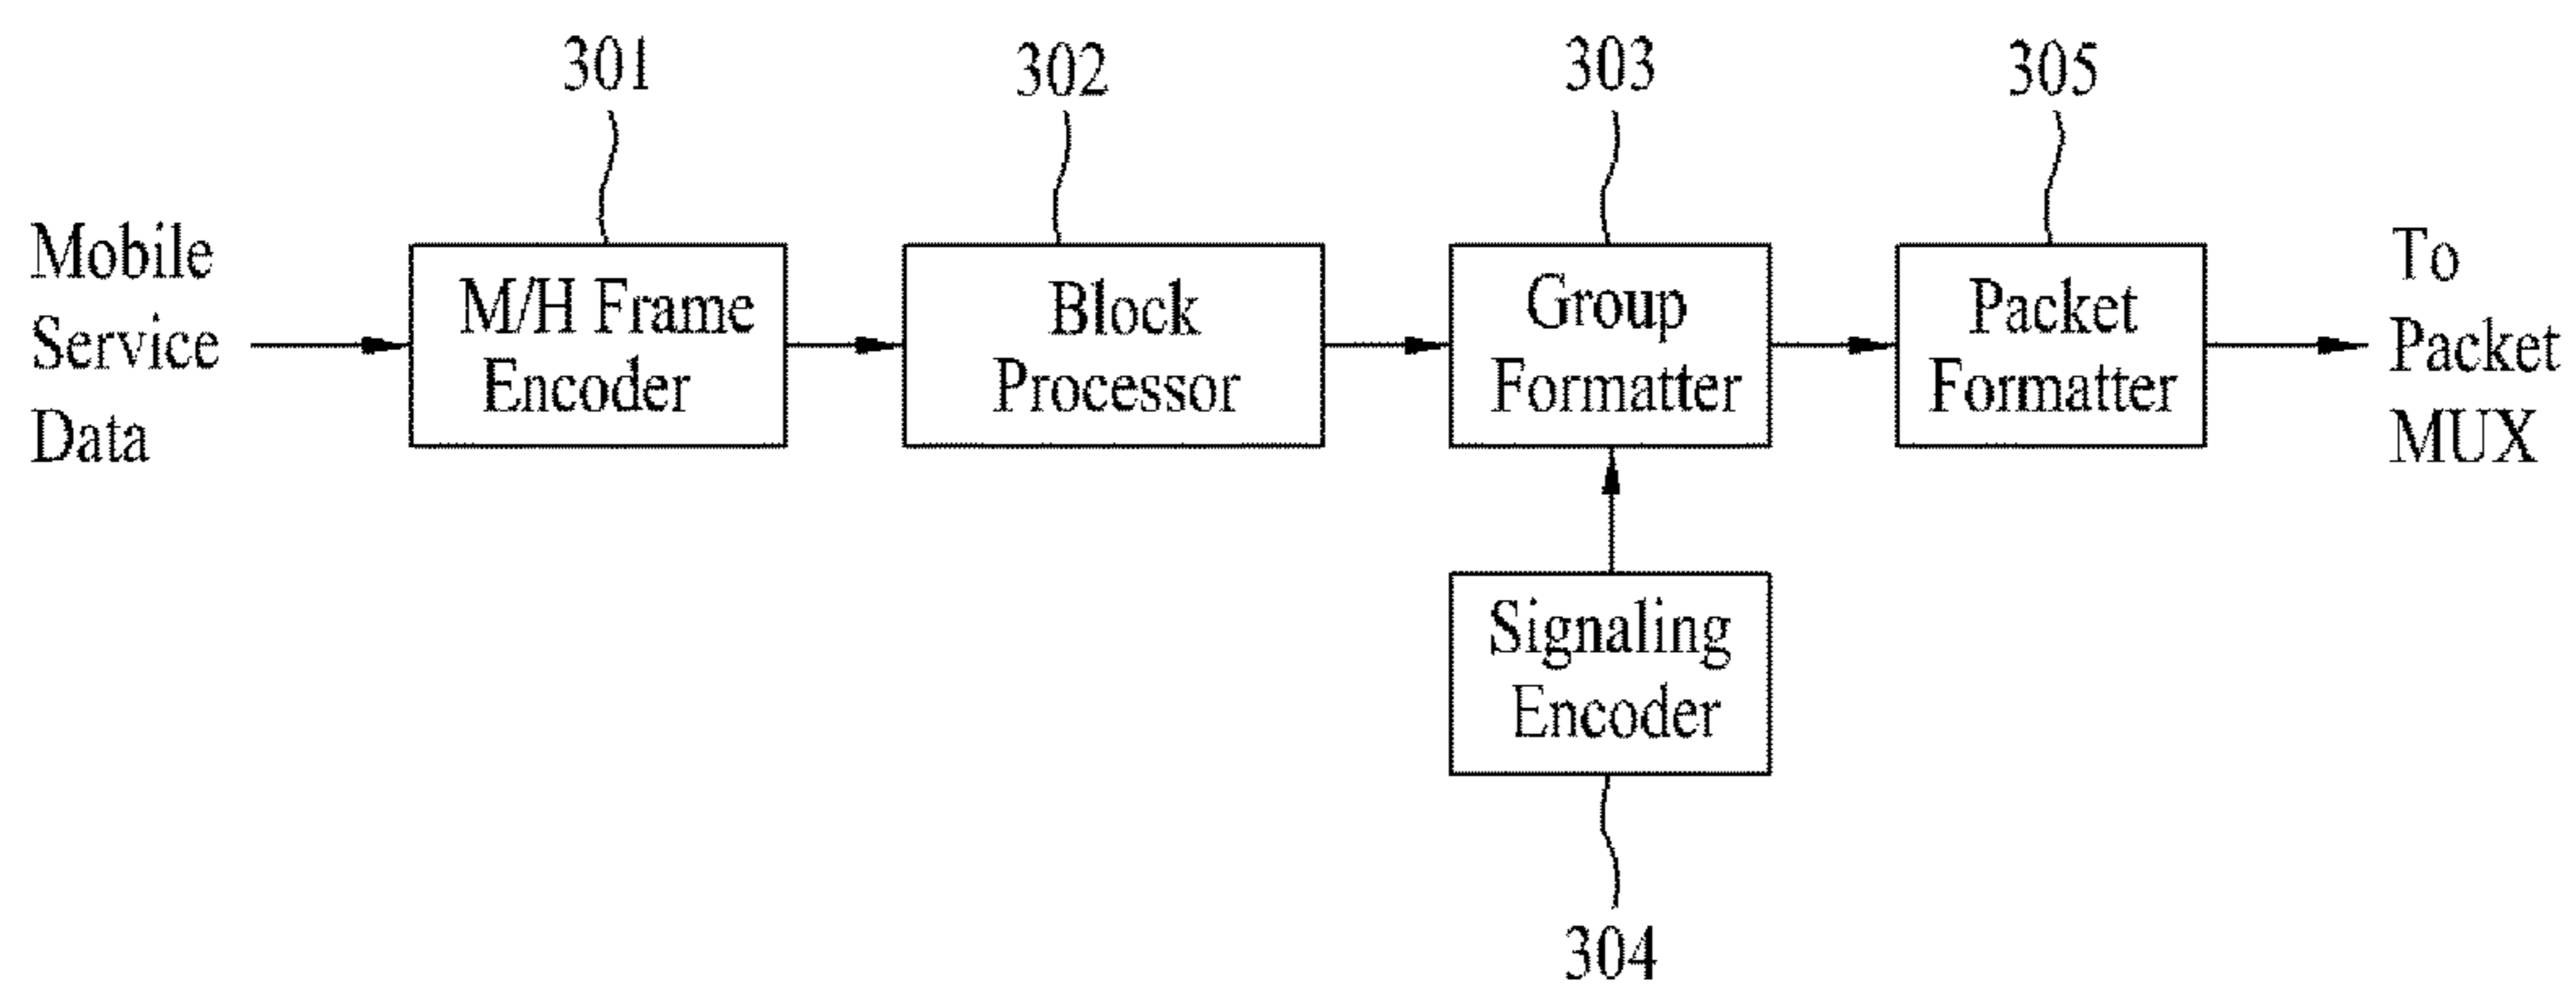 301
302
303
305
Mobile
Service
Data
M/H Frame
Encoder
Block
Processor
Group
Formatter
Packet
Formatter
To
Packet
MUX
Signaling
Encoder
304